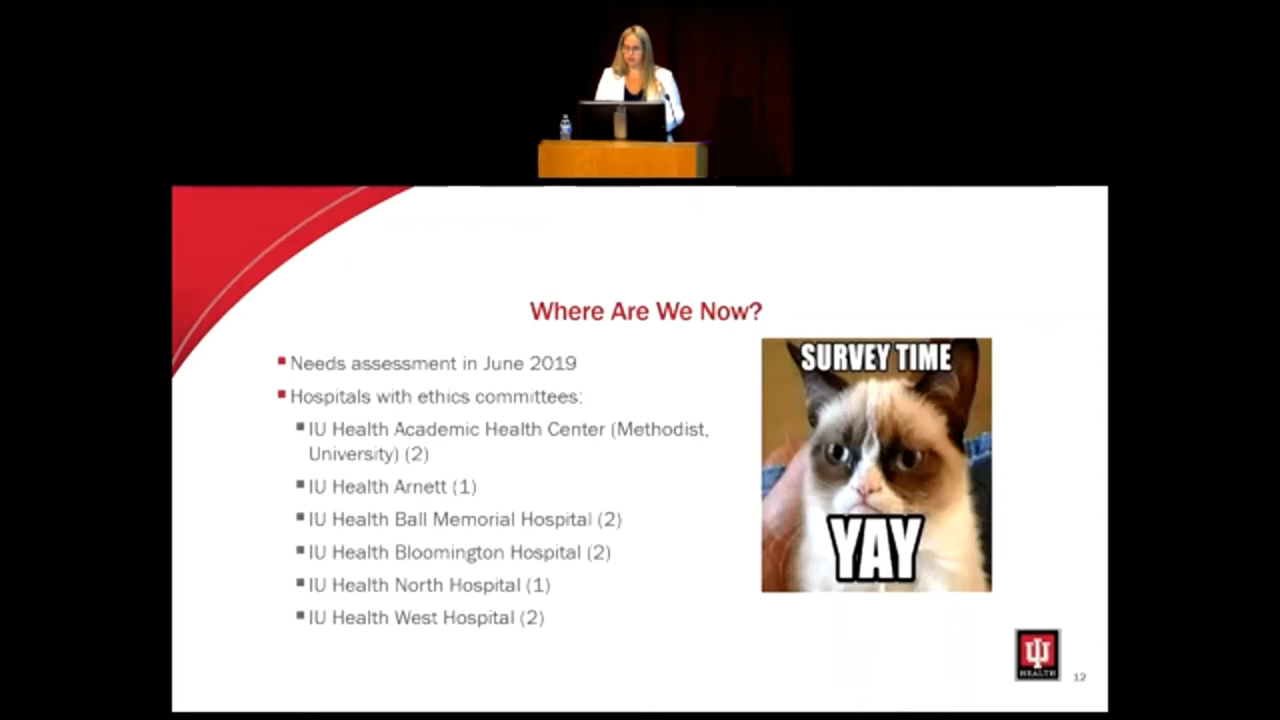 Where Are We Now?
Needs assessment in June 2019
Hospitals with ethics committees:
IU Health Academic Health Center (Methodist,
University) (2)
IU Health Arnett (1)
IU Health Ball Memorial Hospital (2)
IU Health Bloomington Hospital (2)
IU Health North Hospital (1)
IU Health West Hospital (2)
SURVEY TIME
YAY
HEALTH
12